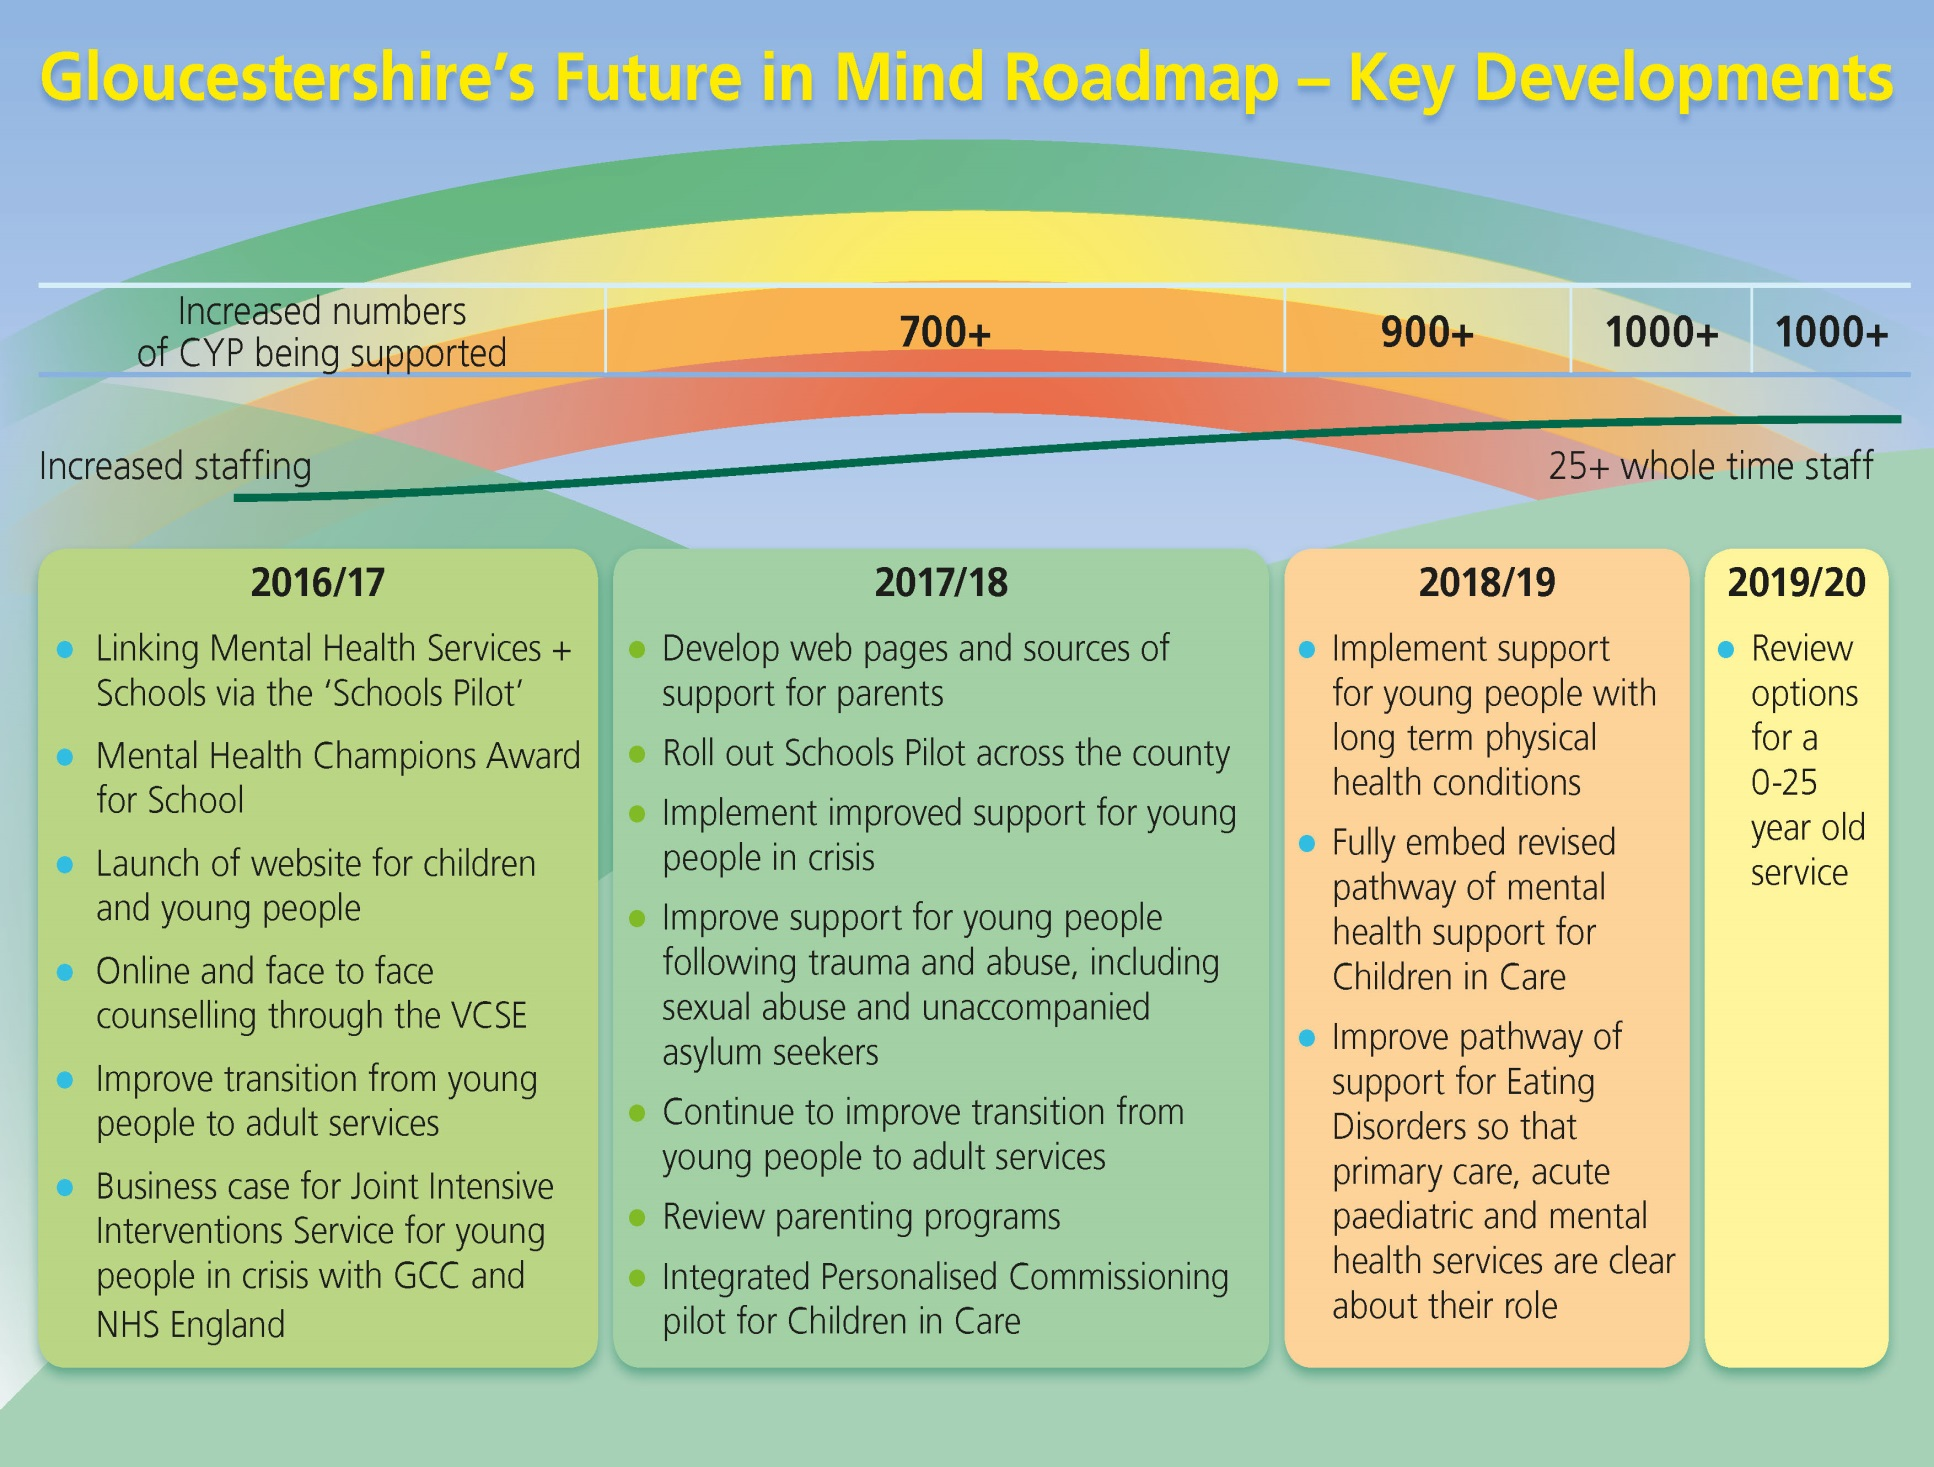 Gloucestershire’s Future in Mind Roadmap – Key Developments
Increased numbers
of CYP being supported
700+
900+
1000+
1000+
Increased staffing
25+ whole time staff
2016/17
• Linking Mental Health Services +
Schools via the ‘Schools Pilot’
• Mental Health Champions Award
for School
• Launch of website for children
and young people
• Online and face to face
counselling through the VCSE
• Improve transition from young
people to adult services
• Business case for Joint Intensive
Interventions Service for young
people in crisis with GCC and
NHS England
2017/18
• Develop web pages and sources of
support for parents
• Roll out Schools Pilot across the county
• Implement improved support for young
people in crisis
• Improve support for young people
following trauma and abuse, including
sexual abuse and unaccompanied
asylum seekers
• Continue to improve transition from
young people to adult services
• Review parenting programs
• Integrated Personalised Commissioning
pilot for Children in Care
2018/19
• Implement support
for young people with
long term physical
health conditions
• Fully embed revised
pathway of mental
health support for
Children in Care
• Improve pathway of
support for Eating
Disorders so that
primary care, acute
paediatric and mental
health services are clear
about their role
2019/20
• Review
options
for a
0-25
year old
service